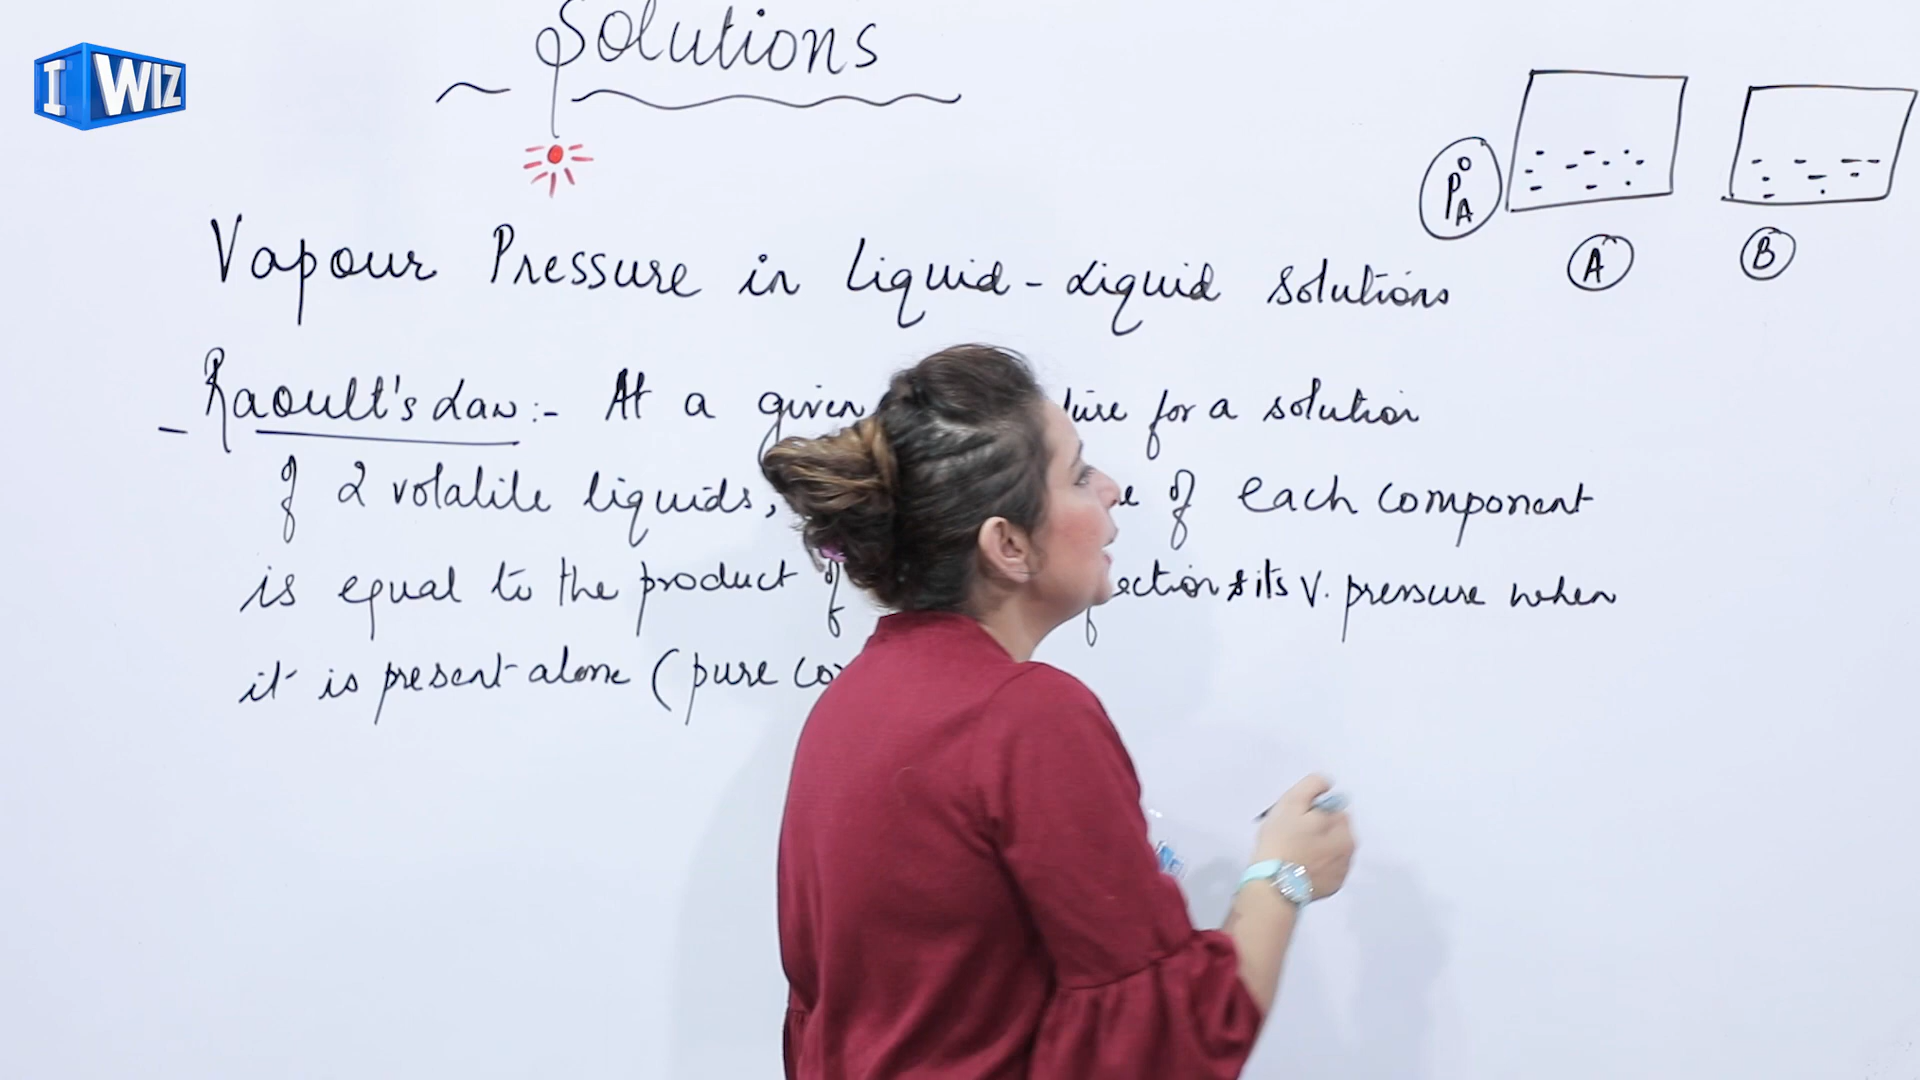 I WIZ
Solutions
P°A
A
B
Vapour Pressure in Liquid-Liquid Solutions
Raoult's Law:- At a given for a solution
of 2 volatile liquids, of each component
is equal to the product of & its V. pressure when
it is present alone (pure